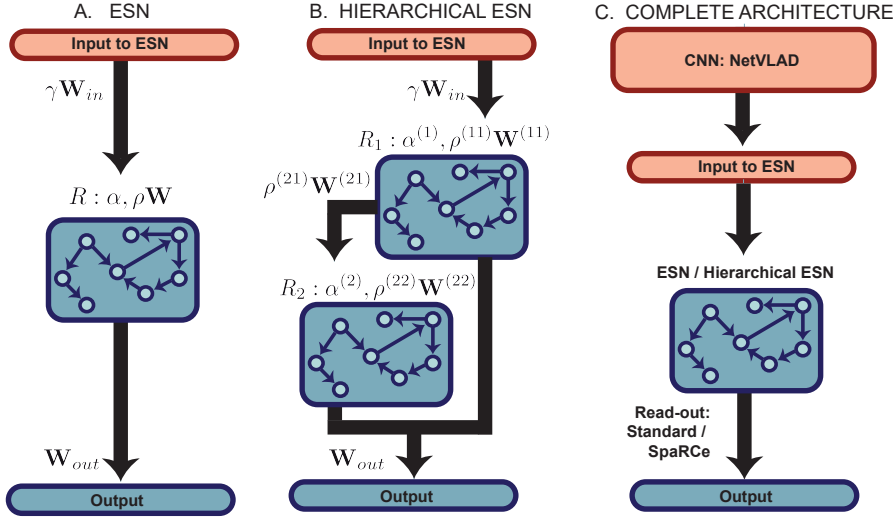 A. ESN
Input to ESN
γW_in
R : α, ρW
W_out
Output
B. HIERARCHICAL ESN
Input to ESN
γW_in
R_1 : α^(1), ρ^(11)W^(11)
ρ^(21)W^(21)
R_2 : α^(2), ρ^(22)W^(22)
W_out
Output
C. COMPLETE ARCHITECTURE
CNN: NetVLAD
Input to ESN
ESN / Hierarchical ESN
Read-out:
Standard /
SpaRCe
Output